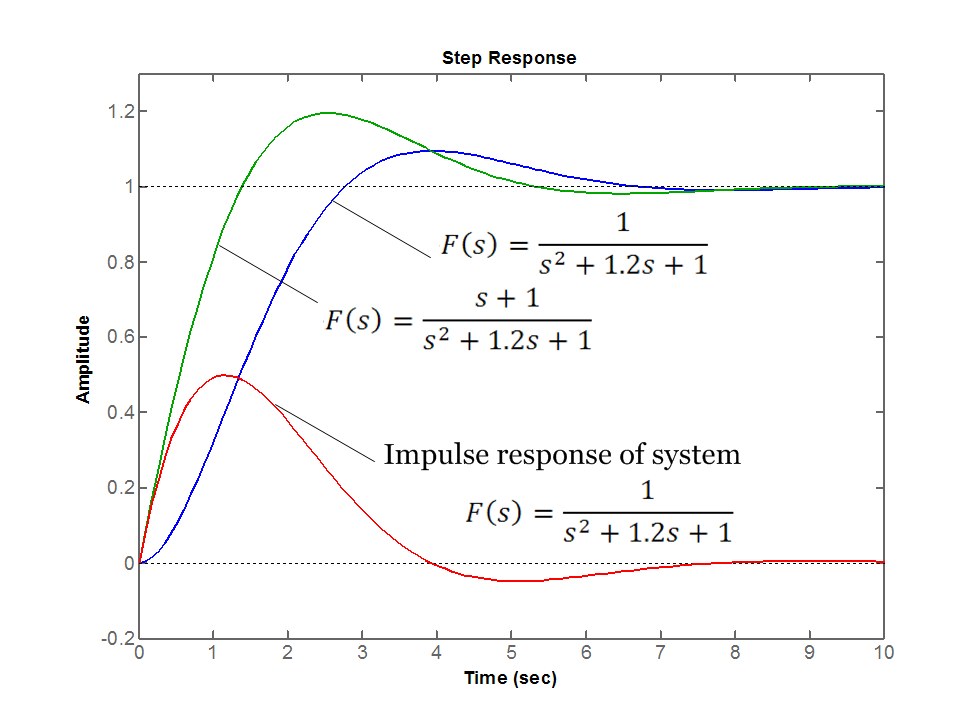 Step Response
Amplitude
1.2
1
0.8
0.6
0.4
0.2
0
-0.2
F(s) = 1 / s² + 1.2s + 1
F(s) = s + 1 / s² + 1.2s + 1
Impulse response of system
F(s) = 1 / s² + 1.2s + 1
0 1 2 3 4 5 6 7 8 9 10
Time (sec)